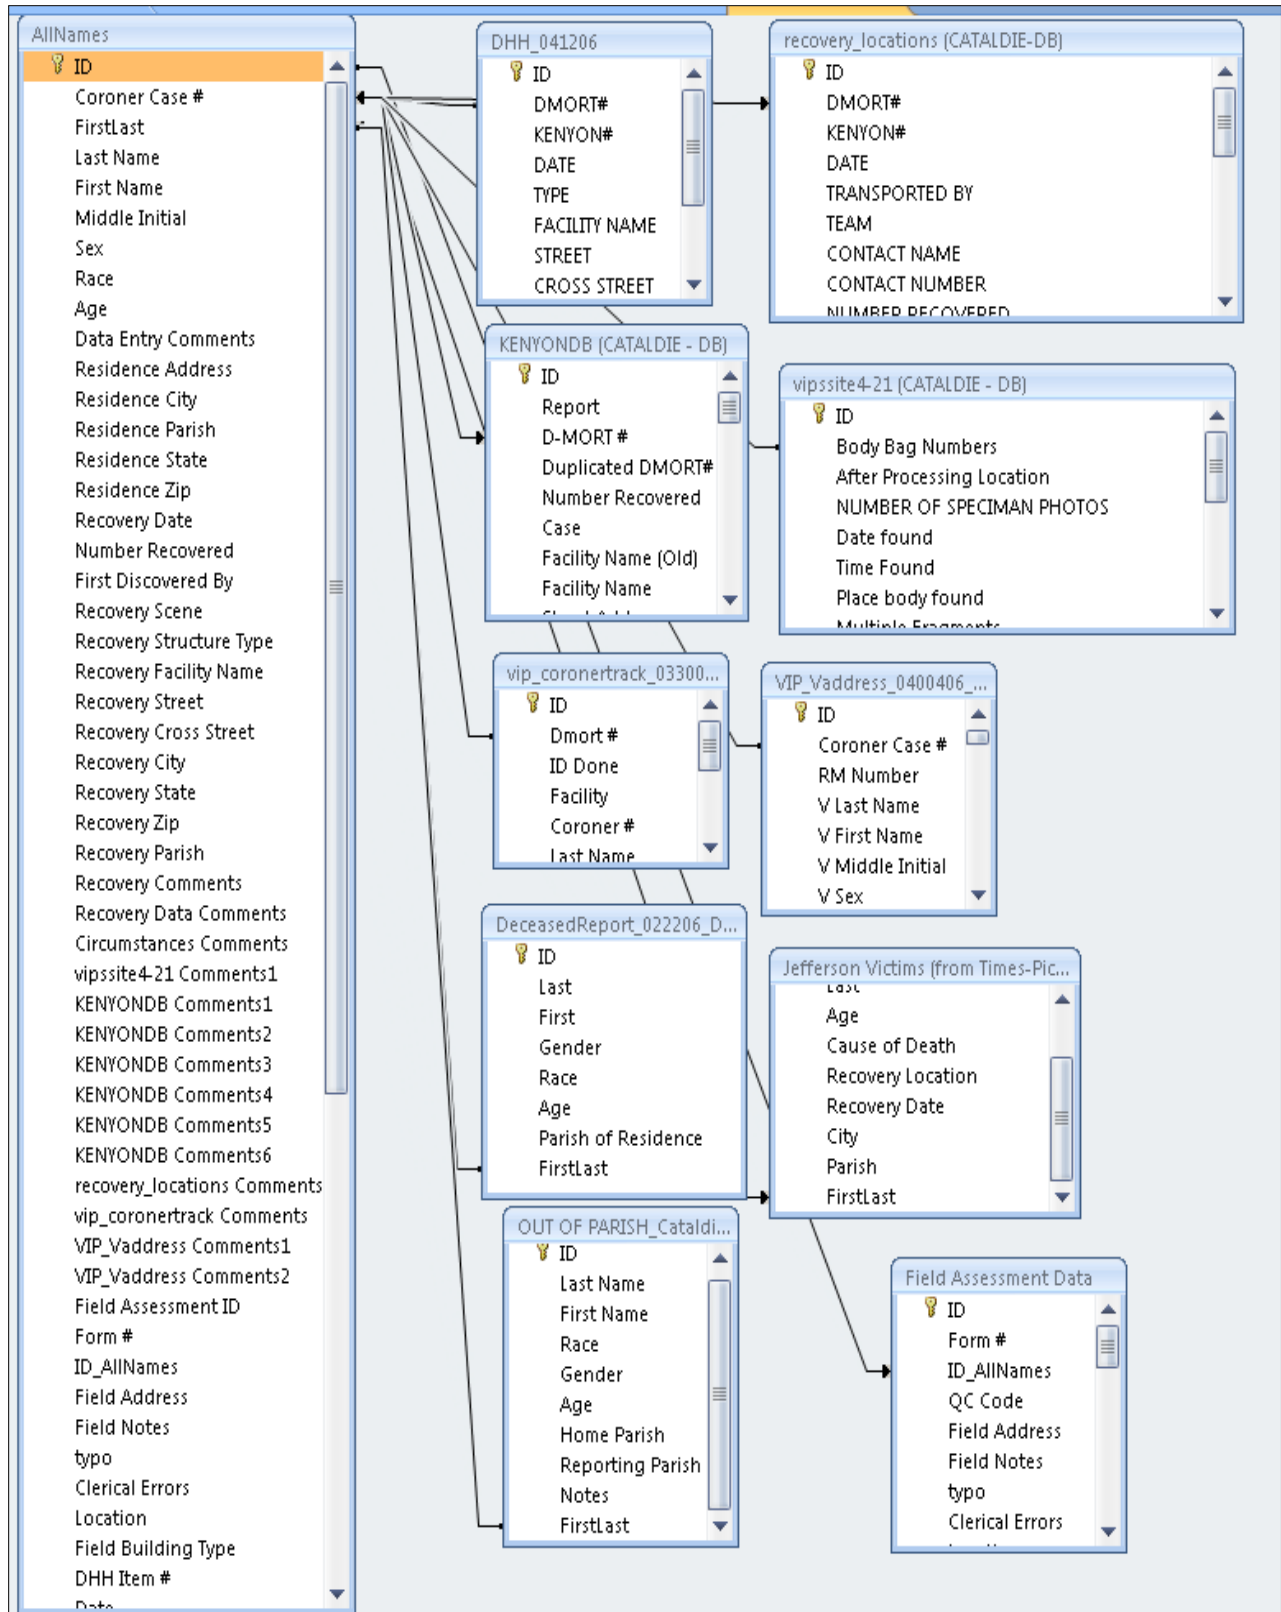 AllNames
ID
Coroner Case #
FirstLast
Last Name
First Name
Middle Initial
Sex
Race
Age
Data Entry Comments
Residence Address
Residence City
Residence Parish
Residence State
Residence Zip
Recovery Date
Number Recovered
First Discovered By
Recovery Scene
Recovery Structure Type
Recovery Facility Name
Recovery Street
Recovery Cross Street
Recovery City
Recovery State
Recovery Zip
Recovery Parish
Recovery Comments
Recovery Data Comments
Circumstances Comments
vipssite4-21 Comments1
KENYONDB Comments1
KENYONDB Comments2
KENYONDB Comments3
KENYONDB Comments4
KENYONDB Comments5
KENYONDB Comments6
recovery_locations Comments
vip_coronertrack Comments
VIP_Vaddress Comments1
VIP_Vaddress Comments2
Field Assessment ID
Form #
ID_AllNames
Field Address
Field Notes
typo
Clerical Errors
Location
Field Building Type
DHH Item #
Date
DHH_041206
ID
DMORT#
KENYON#
DATE
TYPE
FACILITY NAME
STREET
CROSS STREET
recovery_locations (CATALDIE-DB)
ID
DMORT#
KENYON#
DATE
TRANSPORTED BY
TEAM
CONTACT NAME
CONTACT NUMBER
NUMBER RECOVERED
KENYONDB (CATALDIE - DB)
ID
Report
D-MORT #
Duplicated DMORT#
Number Recovered
Case
Facility Name (Old)
Facility Name
vipssite4-21 (CATALDIE - DB)
ID
Body Bag Numbers
After Processing Location
NUMBER OF SPECIMAN PHOTOS
Date found
Time Found
Place body found
Multiple Fragments
vip_coronertrack_03300...
ID
Dmort #
ID Done
Facility
Coroner #
Last Name
VIP_Vaddress_0400406_...
ID
Coroner Case #
RM Number
V Last Name
V First Name
V Middle Initial
V Sex
DeceasedReport_022206_D...
ID
Last
First
Gender
Race
Age
Parish of Residence
FirstLast
Jefferson Victims (from Times-Pic...
Last
Age
Cause of Death
Recovery Location
Recovery Date
City
Parish
FirstLast
OUT OF PARISH_Cataldi...
ID
Last Name
First Name
Race
Gender
Age
Home Parish
Reporting Parish
Notes
FirstLast
Field Assessment Data
ID
Form #
ID_AllNames
QC Code
Field Address
Field Notes
typo
Clerical Errors